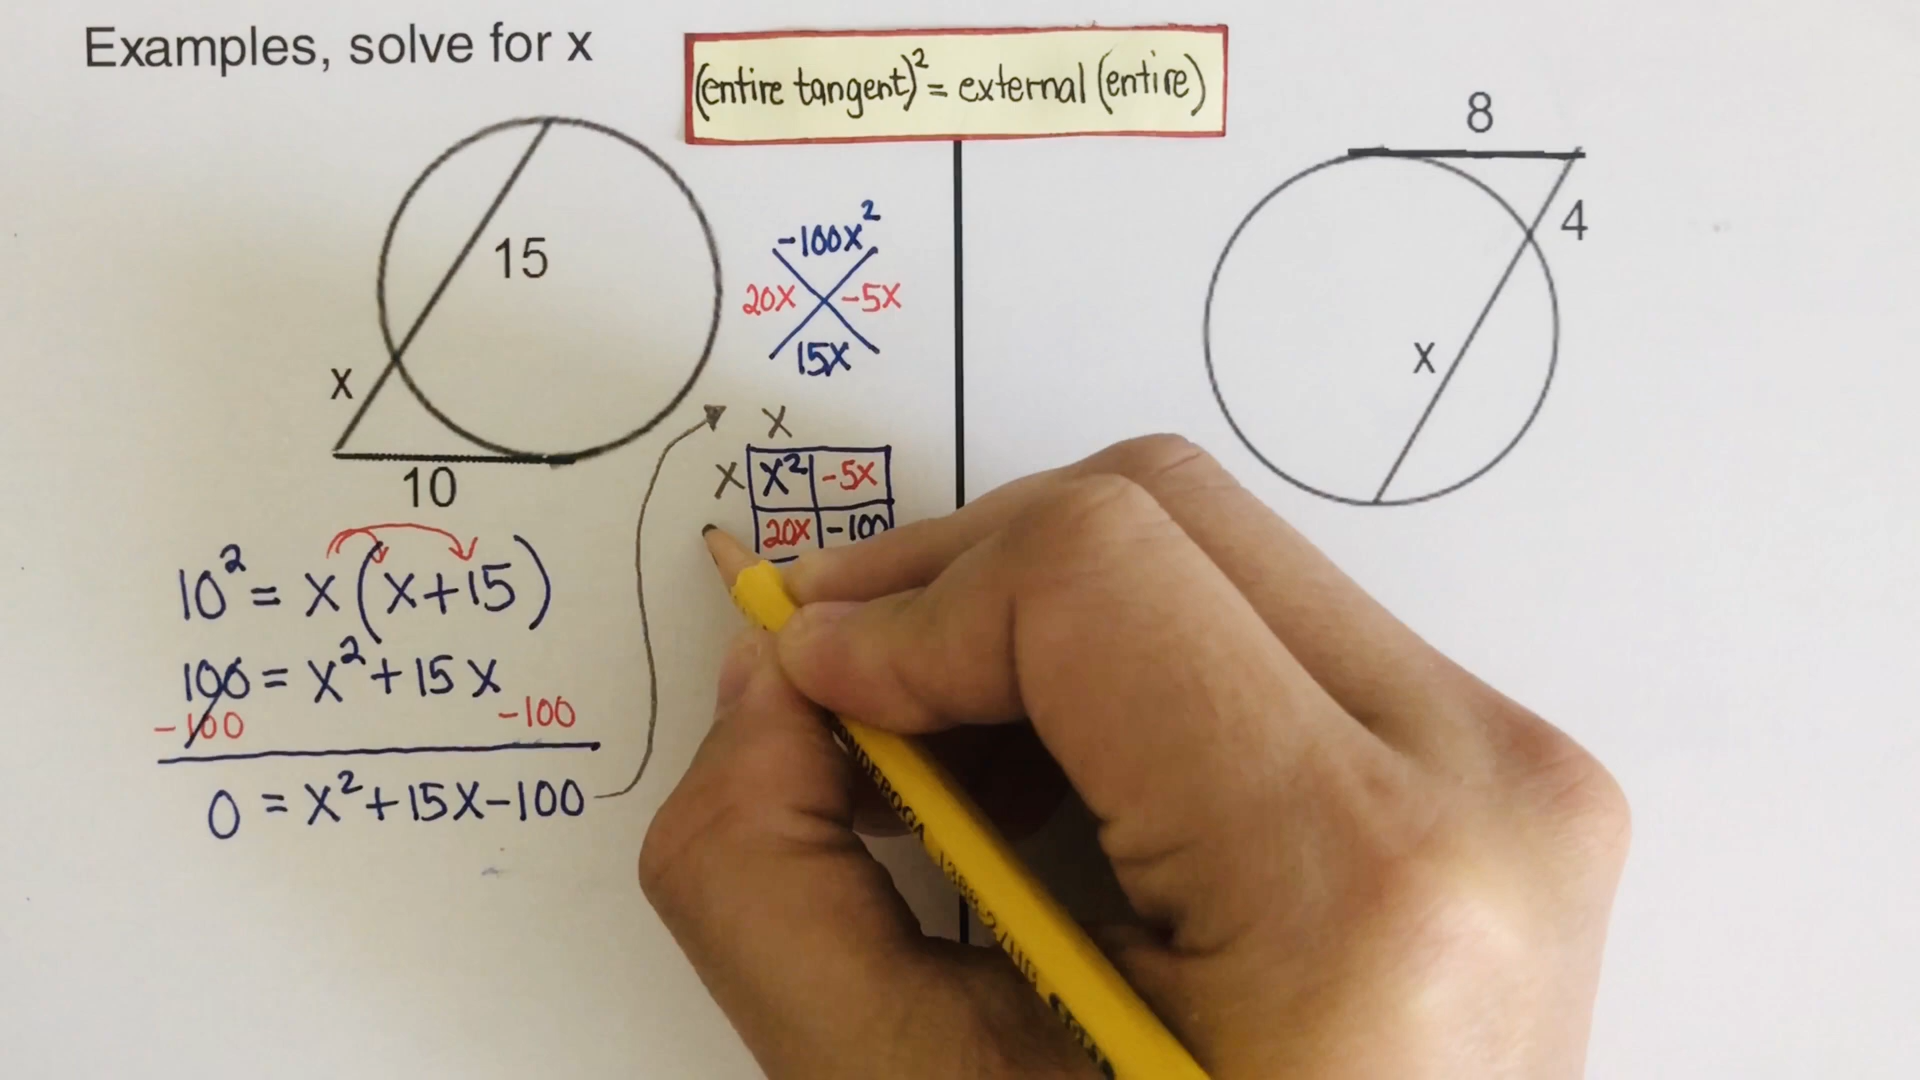 Examples, solve for x
(entire tangent)² = external (entire)
15
x
10
10² = x(x+15)
100 = x² + 15x
-100 -100
0 = x² + 15x - 100
-100x²
20x -5x
15x
x
x x² -5x
20x -100
8
4
x